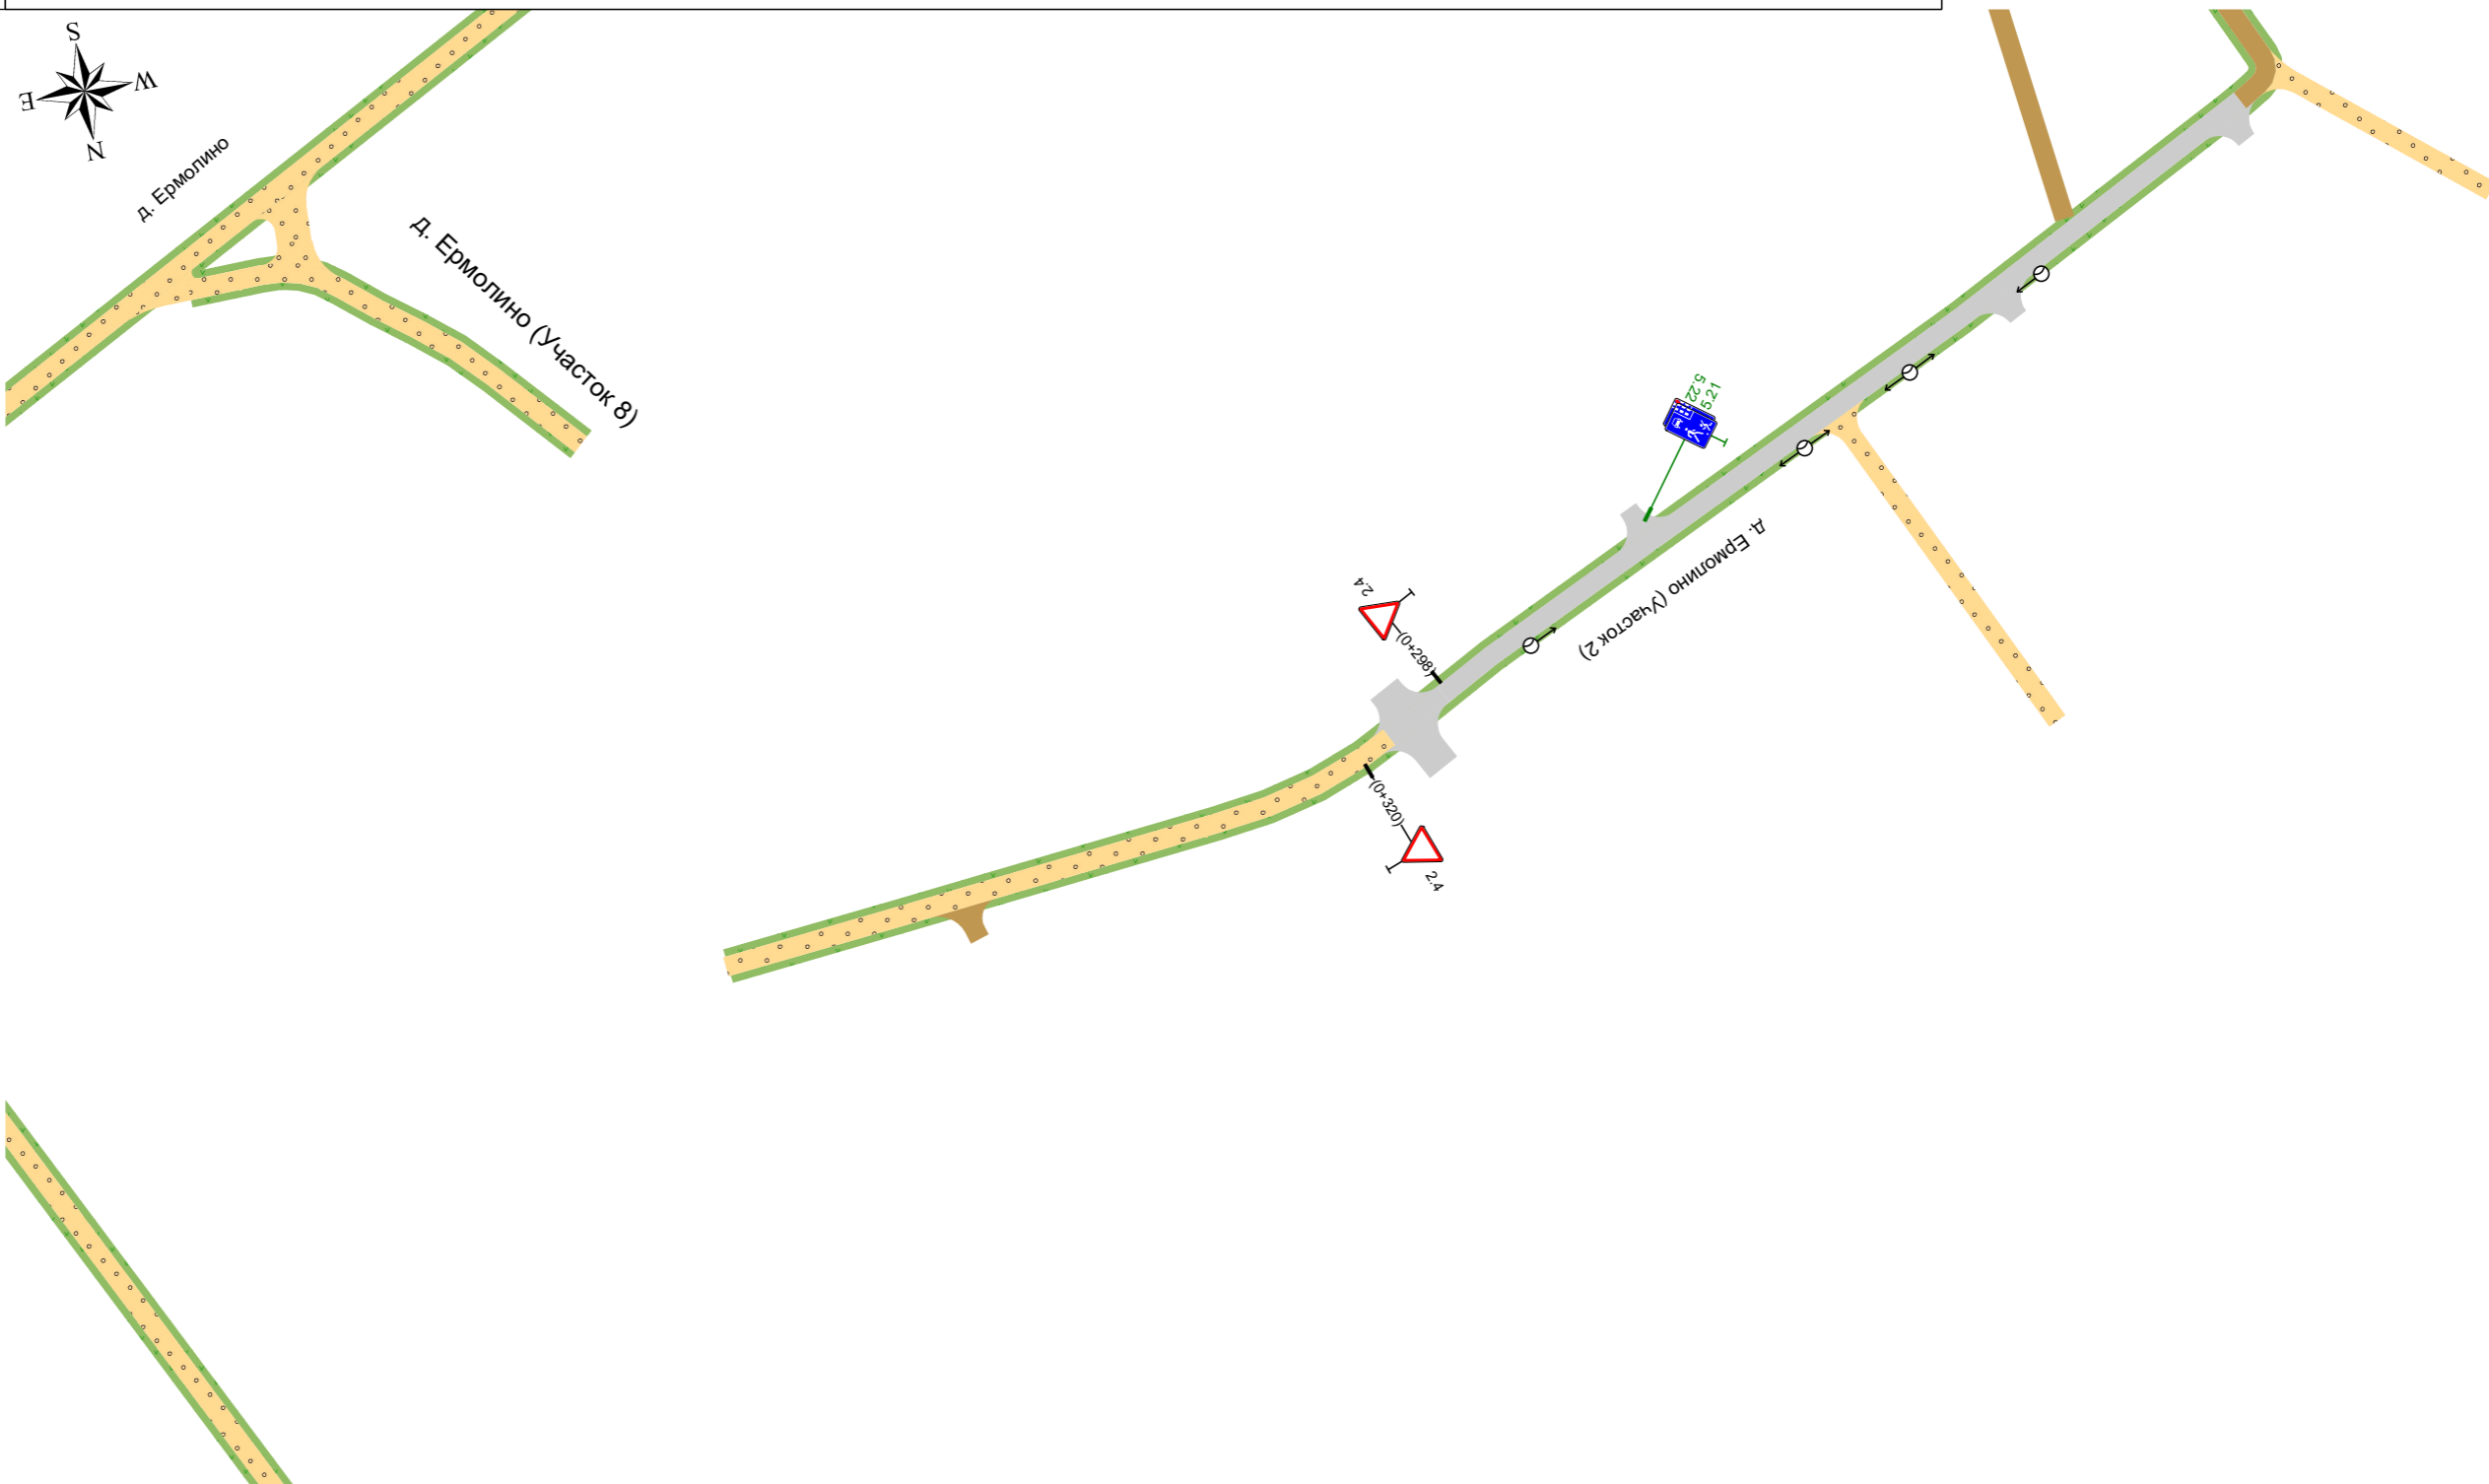 S
W
E
N
д. Ермолино
д. Ермолино (Участок 8)
5.22
5.21
д. Ермолино (Участок 2)
2.4
(0+298)
(0+320)
2.4